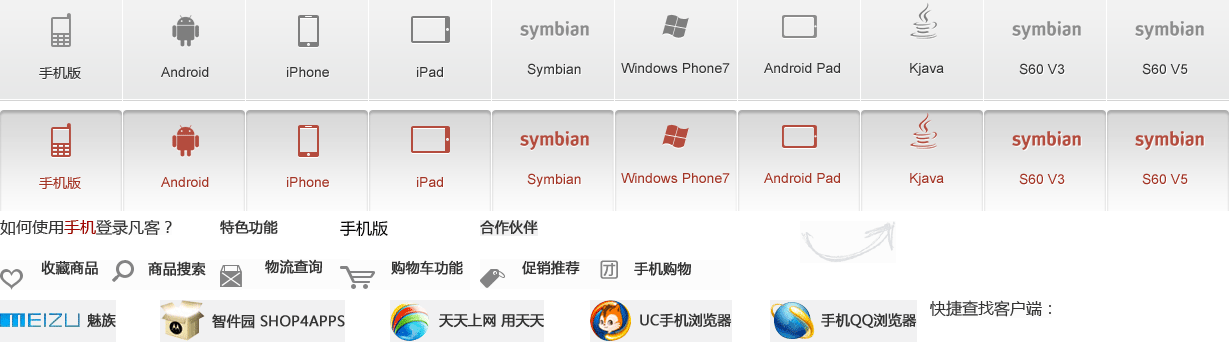 symbian symbian symbian
手机版 Android iPhone iPad Symbian Windows Phone7 Android Pad Kjava S60 V3 S60 V5
symbian symbian symbian
手机版 Android iPhone iPad Symbian Windows Phone7 Android Pad Kjava S60 V3 S60 V5
如何使用手机登录凡客？ 特色功能 手机版 合作伙伴
收藏商品 商品搜索 物流查询 购物车功能 促销推荐 手机购物
MEIZU 魅族 智件园 SHOP4APPS 天天上网 用天天 UC手机浏览器 手机QQ浏览器 快捷查找客户端：